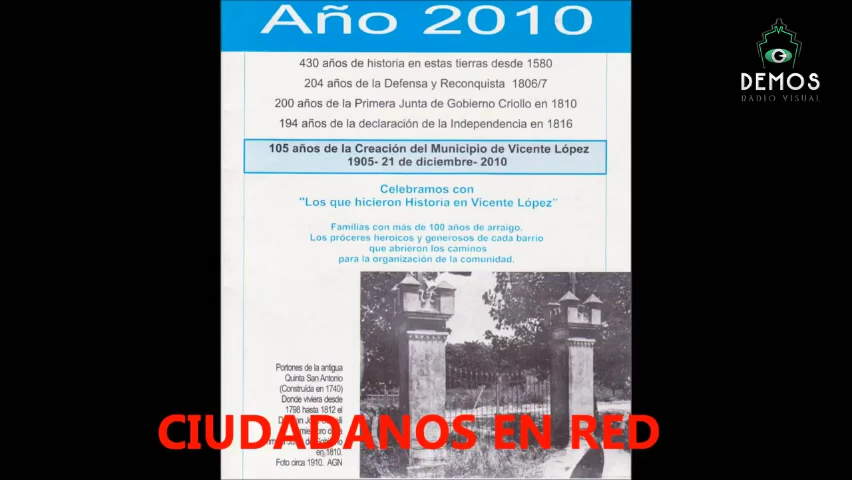 Año 2010
430 años de historia en estas tierras desde 1580
204 años de la Defensa y Reconquista 1806/7
200 años de la Primera Junta de Gobierno Criollo en 1810
194 años de la declaración de la Independencia en 1816
105 años de la Creación del Municipio de Vicente López
1905- 21 de diciembre- 2010
Celebramos con
"Los que hicieron Historia en Vicente López"
Familias con más de 100 años de arraigo.
Los próceres heroicos y generosos de cada barrio
que abrieron los caminos
para la organización de la comunidad.
Portones de la antigua
Quinta San Antonio
(Construída en 1740)
Donde viviera desde
1798 hasta 1812 el
en 1810.
Foto circa 1910. AGN
CIUDADANOS EN RED
DEMOS
RADIO VISUAL